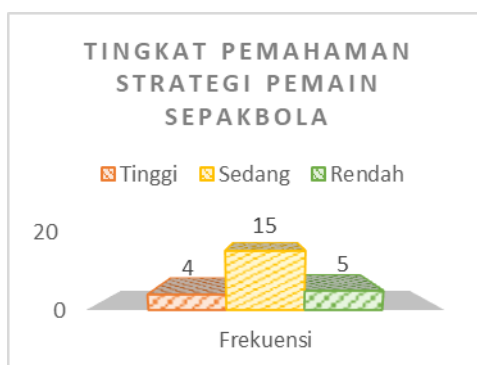 TINGKAT PEMAHAMAN
STRATEGI PEMAIN
SEPAKBOLA
Tinggi Sedang Rendah
20
15
4
5
0
Frekuensi